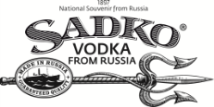 1897
National Souvenir from Russia
SADKO®
VODKA
FROM RUSSIA
MADE IN RUSSIA
GUARANTEED QUALITY